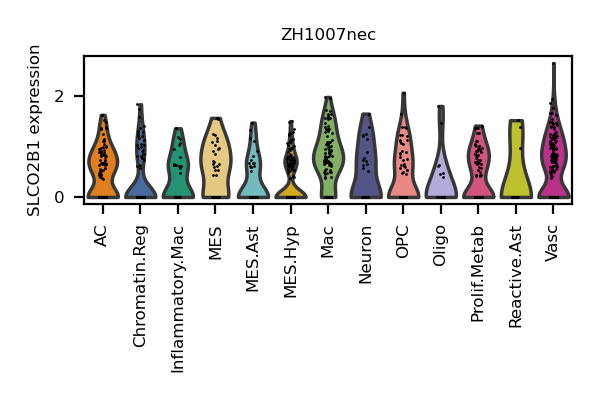 ZH1007nec
SLCO2B1 expression
2
0
AC
Chromatin.Reg
Inflammatory.Mac
MES
MES.Ast
MES.Hyp
Mac
Neuron
OPC
Oligo
Prolif.Metab
Reactive.Ast
Vasc